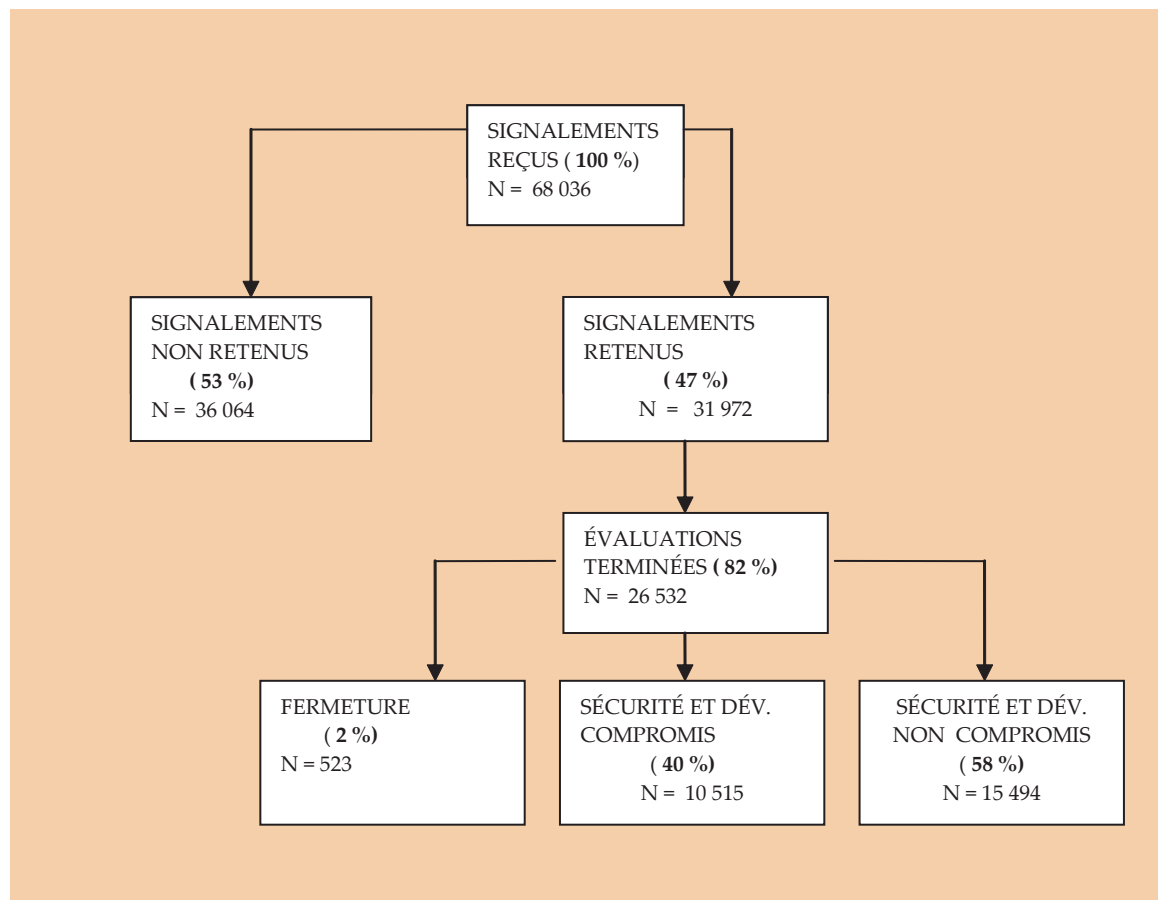 SIGNALEMENTS
REÇUS ( 100 %)
N = 68 036
SIGNALEMENTS
NON RETENUS
( 53 %)
N = 36 064
SIGNALEMENTS
RETENUS
( 47 %)
N = 31 972
ÉVALUATIONS
TERMINÉES ( 82 %)
N = 26 532
FERMETURE
( 2 %)
N = 523
SÉCURITÉ ET DÉV.
COMPROMIS
( 40 %)
N = 10 515
SÉCURITÉ ET DÉV.
NON COMPROMIS
( 58 %)
N = 15 494